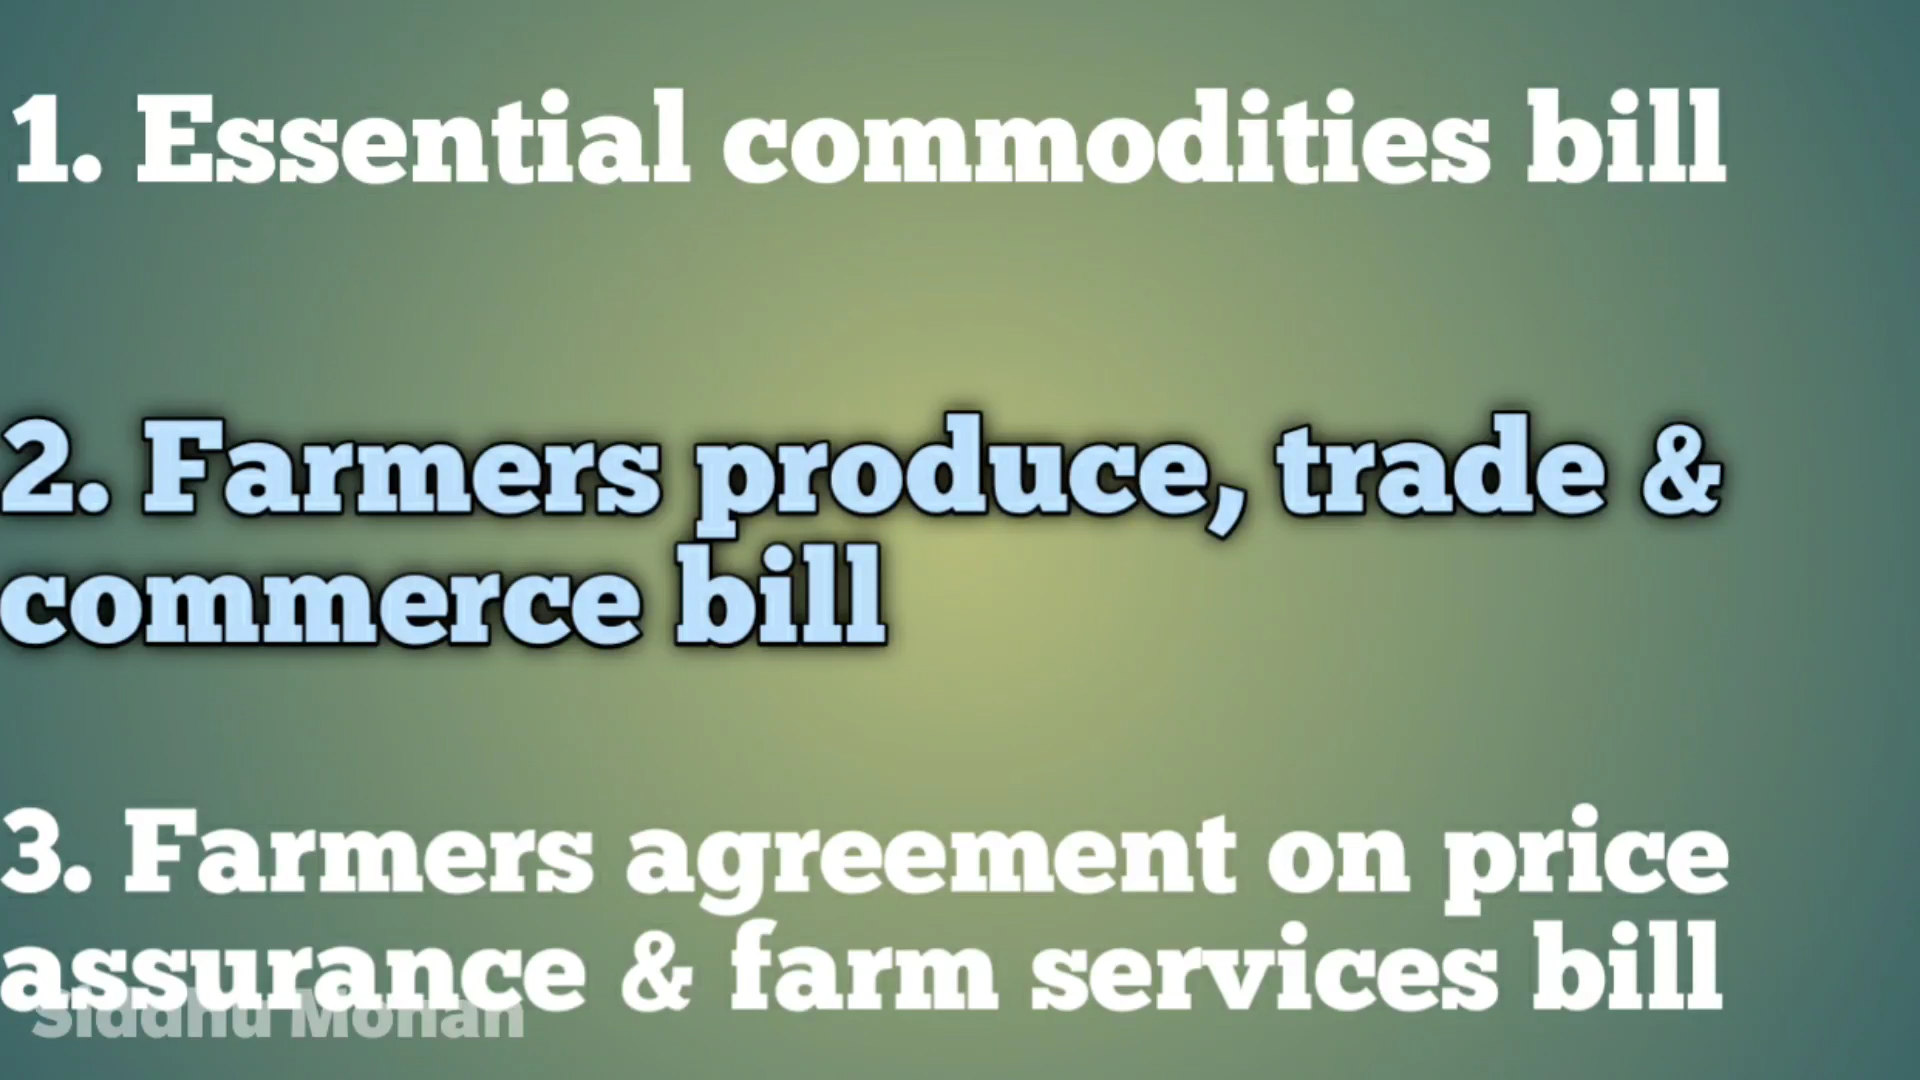 1. Essential commodities bill
2. Farmers produce, trade &
commerce bill
3. Farmers agreement on price
assurance & farm services bill
Siddhu Mohan